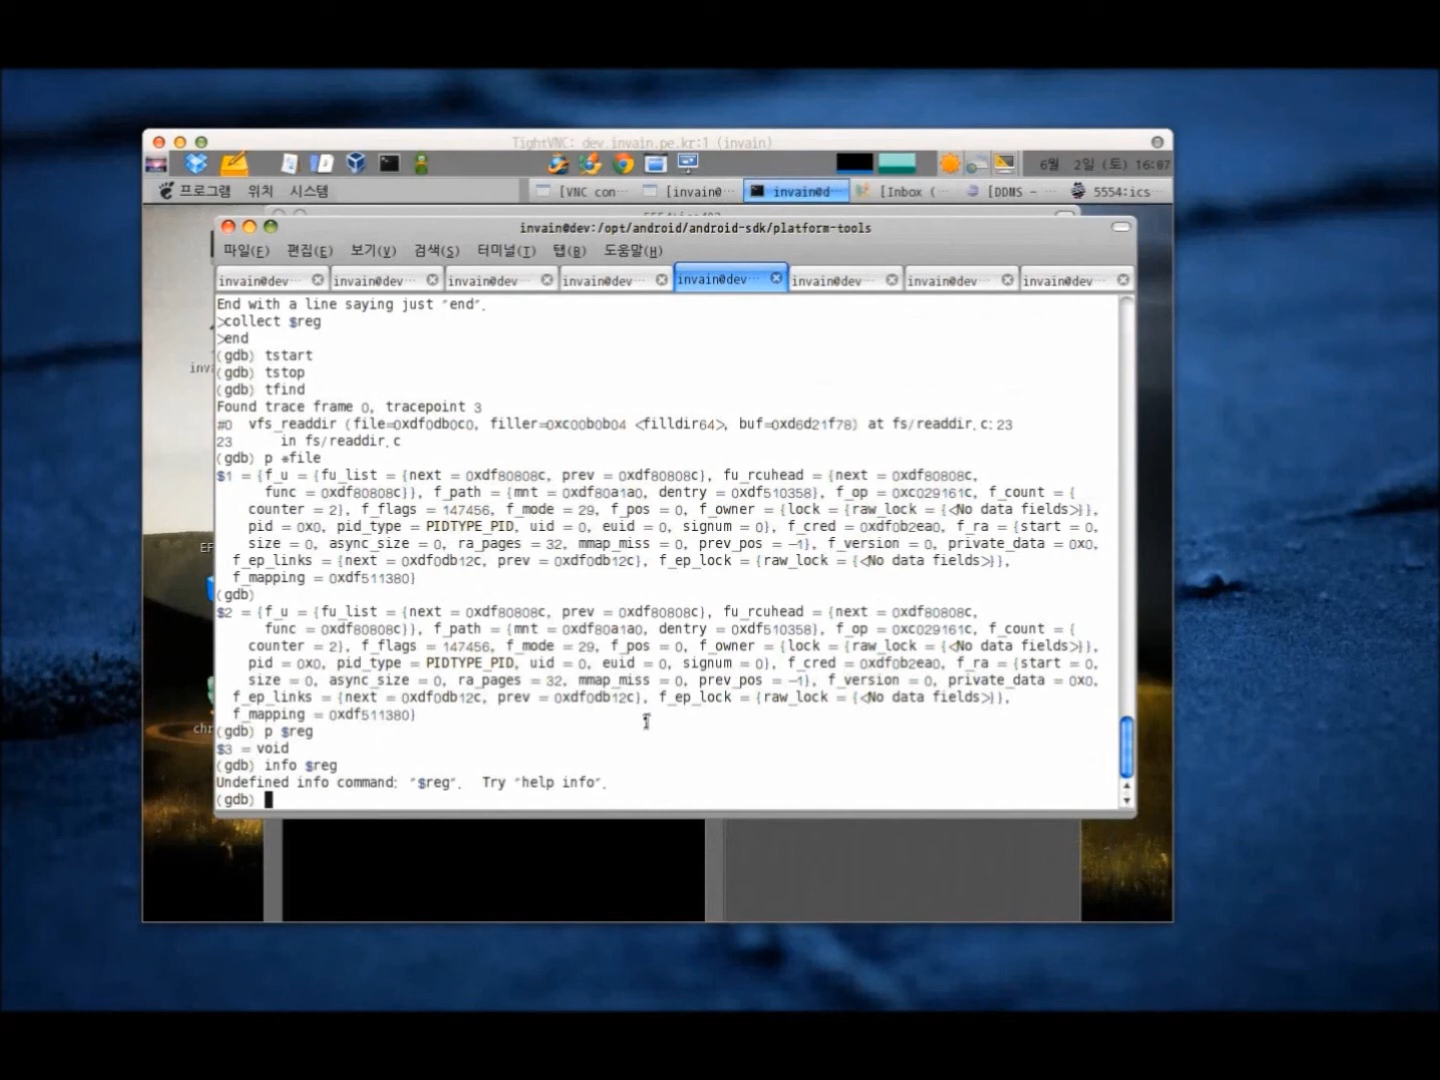 TightVNC: dev.invain.pe.kr:1 (invain)
6월 2일 (토) 16:07
프로그램 위치 시스템
[VNC con… [invain@ … invain@d… [Inbox (… [DDMS - … 5554:ics…
invain@dev:/opt/android/android-sdk/platform-tools
파일(F) 편집(E) 보기(V) 검색(S) 터미널(T) 탭(B) 도움말(H)
invain@dev… invain@dev… invain@dev… invain@dev… invain@dev… invain@dev… invain@dev… invain@dev…
End with a line saying just "end".
>collect $reg
>end
(gdb) tstart
(gdb) tstop
(gdb) tfind
Found trace frame 0, tracepoint 3
#0  vfs_readdir (file=0xdf0db0c0, filler=0xc00b0b04 <filldir64>, buf=0xd6d21f78) at fs/readdir.c:23
23      in fs/readdir.c
(gdb) p *file
$1 = {f_u = {fu_list = {next = 0xdf80808c, prev = 0xdf80808c}, fu_rcuhead = {next = 0xdf80808c,
func = 0xdf80808c}}, f_path = {mnt = 0xdf80a1a0, dentry = 0xdf510358}, f_op = 0xc029161c, f_count = {
counter = 2}, f_flags = 147456, f_mode = 29, f_pos = 0, f_owner = {lock = {raw_lock = {<No data fields>}},
pid = 0x0, pid_type = PIDTYPE_PID, uid = 0, euid = 0, signum = 0}, f_cred = 0xdf0b2ea0, f_ra = {start = 0,
size = 0, async_size = 0, ra_pages = 32, mmap_miss = 0, prev_pos = -1}, f_version = 0, private_data = 0x0,
f_ep_links = {next = 0xdf0db12c, prev = 0xdf0db12c}, f_ep_lock = {raw_lock = {<No data fields>}},
f_mapping = 0xdf511380}
(gdb)
$2 = {f_u = {fu_list = {next = 0xdf80808c, prev = 0xdf80808c}, fu_rcuhead = {next = 0xdf80808c,
func = 0xdf80808c}}, f_path = {mnt = 0xdf80a1a0, dentry = 0xdf510358}, f_op = 0xc029161c, f_count = {
counter = 2}, f_flags = 147456, f_mode = 29, f_pos = 0, f_owner = {lock = {raw_lock = {<No data fields>}},
pid = 0x0, pid_type = PIDTYPE_PID, uid = 0, euid = 0, signum = 0}, f_cred = 0xdf0b2ea0, f_ra = {start = 0,
size = 0, async_size = 0, ra_pages = 32, mmap_miss = 0, prev_pos = -1}, f_version = 0, private_data = 0x0,
f_ep_links = {next = 0xdf0db12c, prev = 0xdf0db12c}, f_ep_lock = {raw_lock = {<No data fields>}},
f_mapping = 0xdf511380}
(gdb) p $reg
$3 = void
(gdb) info $reg
Undefined info command: "$reg".  Try "help info".
(gdb)
inv
EF
chr